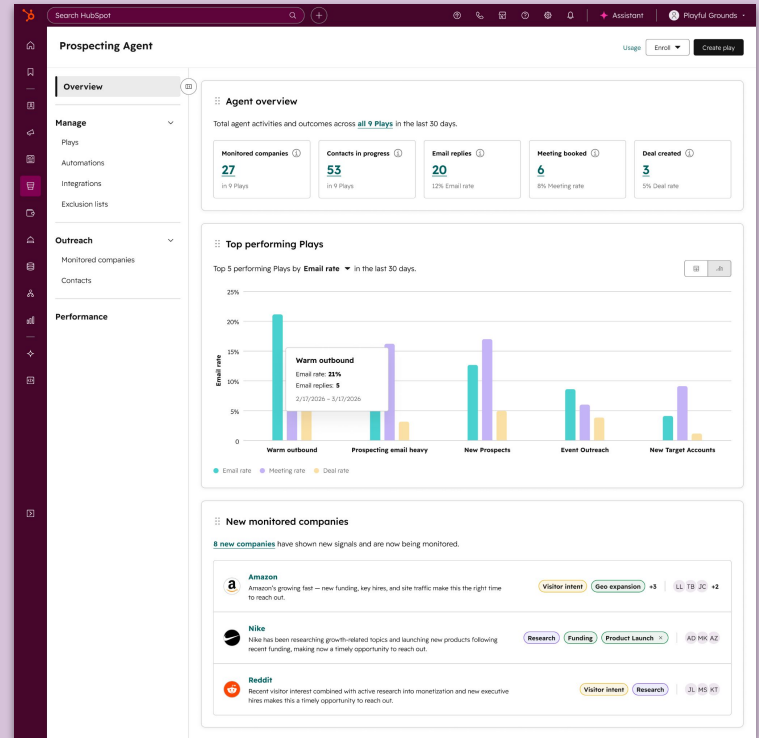 Search HubSpot
Assistant
Playful Grounds
Prospecting Agent
Usage
Enroll
Create play
Overview
Manage
Plays
Automations
Integrations
Exclusion lists
Outreach
Monitored companies
Contacts
Performance
Agent overview
Total agent activities and outcomes across all 9 Plays in the last 30 days.
Monitored companies
27
in 9 Plays
Contacts in progress
53
in 9 Plays
Email replies
20
12% Email rate
Meeting booked
6
8% Meeting rate
Deal created
3
5% Deal rate
Top performing Plays
Top 5 performing Plays by Email rate in the last 30 days.
Email rate
25%
20%
15%
10%
5%
0
Warm outbound
Email rate: 21%
Email replies: 5
2/17/2026 – 3/17/2026
Warm outbound
Prospecting email heavy
New Prospects
Event Outreach
New Target Accounts
Email rate
Meeting rate
Deal rate
New monitored companies
8 new companies have shown new signals and are now being monitored.
Amazon
Amazon's growing fast — new funding, key hires, and site traffic make this the right time
to reach out.
Visitor intent
Geo expansion
+3
LL TB JC +2
Nike
Nike has been researching growth-related topics and launching new products following
recent funding, making now a timely opportunity to reach out.
Research
Funding
Product Launch ×
AD MK AZ
Reddit
Recent visitor interest combined with active research into monetization and new executive
hires makes this a timely opportunity to reach out.
Visitor intent
Research
JL MS KT